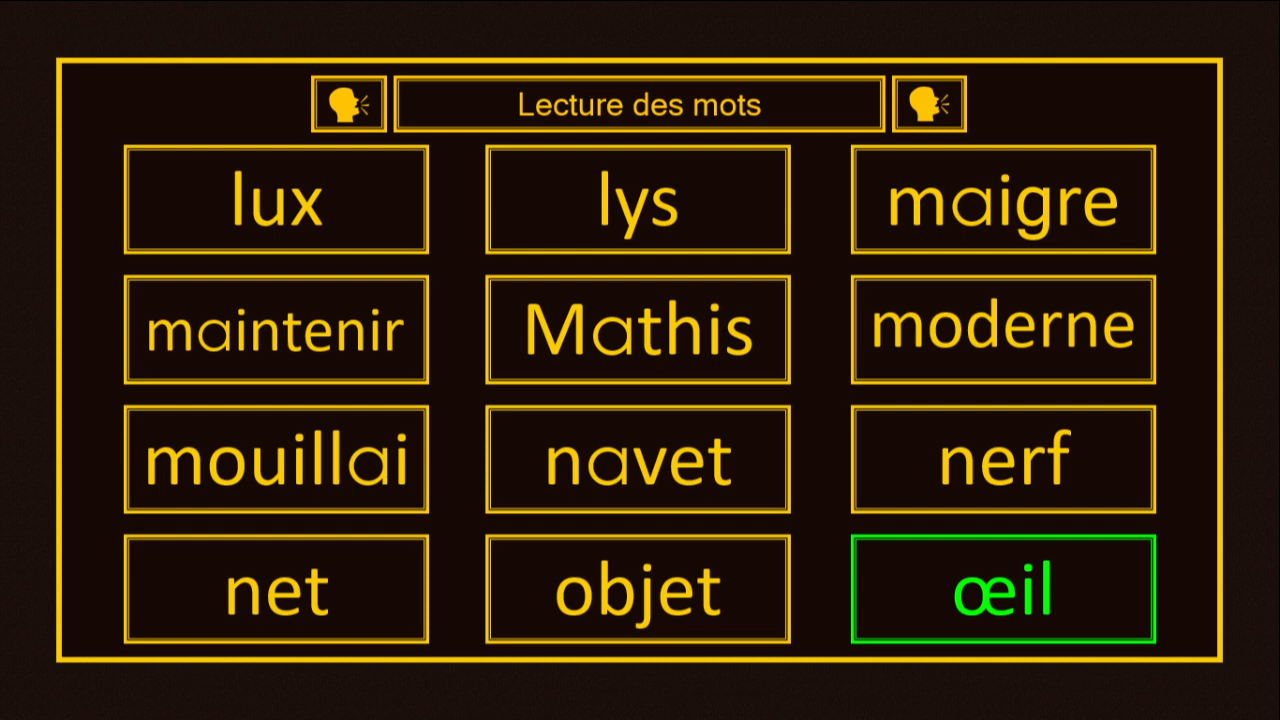 Lecture des mots
lux lys maigre
maintenir Mathis moderne
mouillai navet nerf
net objet œil